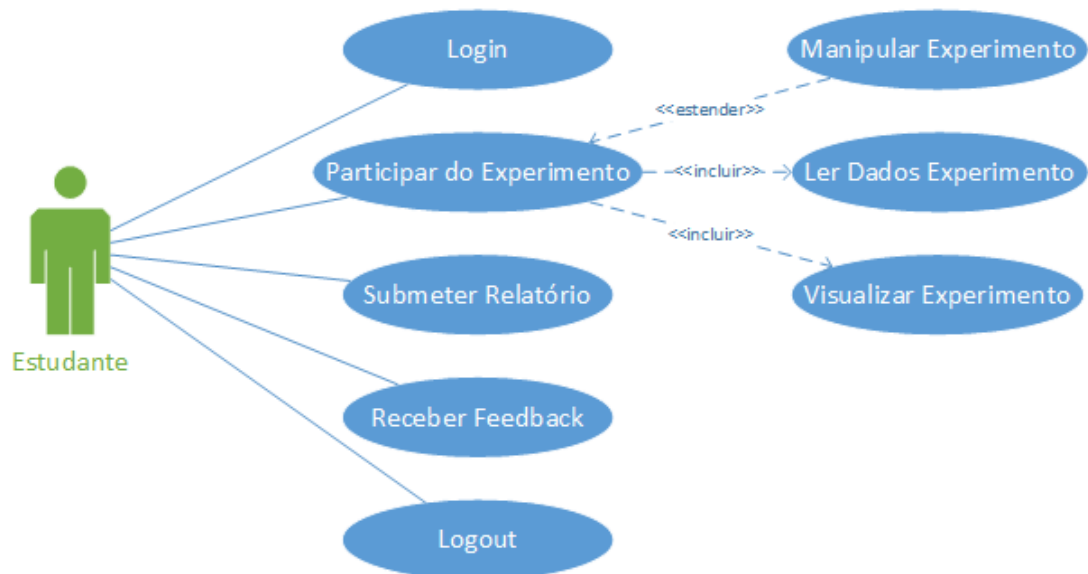 Login
Manipular Experimento
<<estender>>
Participar do Experimento
<<incluir>>
Ler Dados Experimento
<<incluir>>
Submeter Relatório
Visualizar Experimento
Estudante
Receber Feedback
Logout